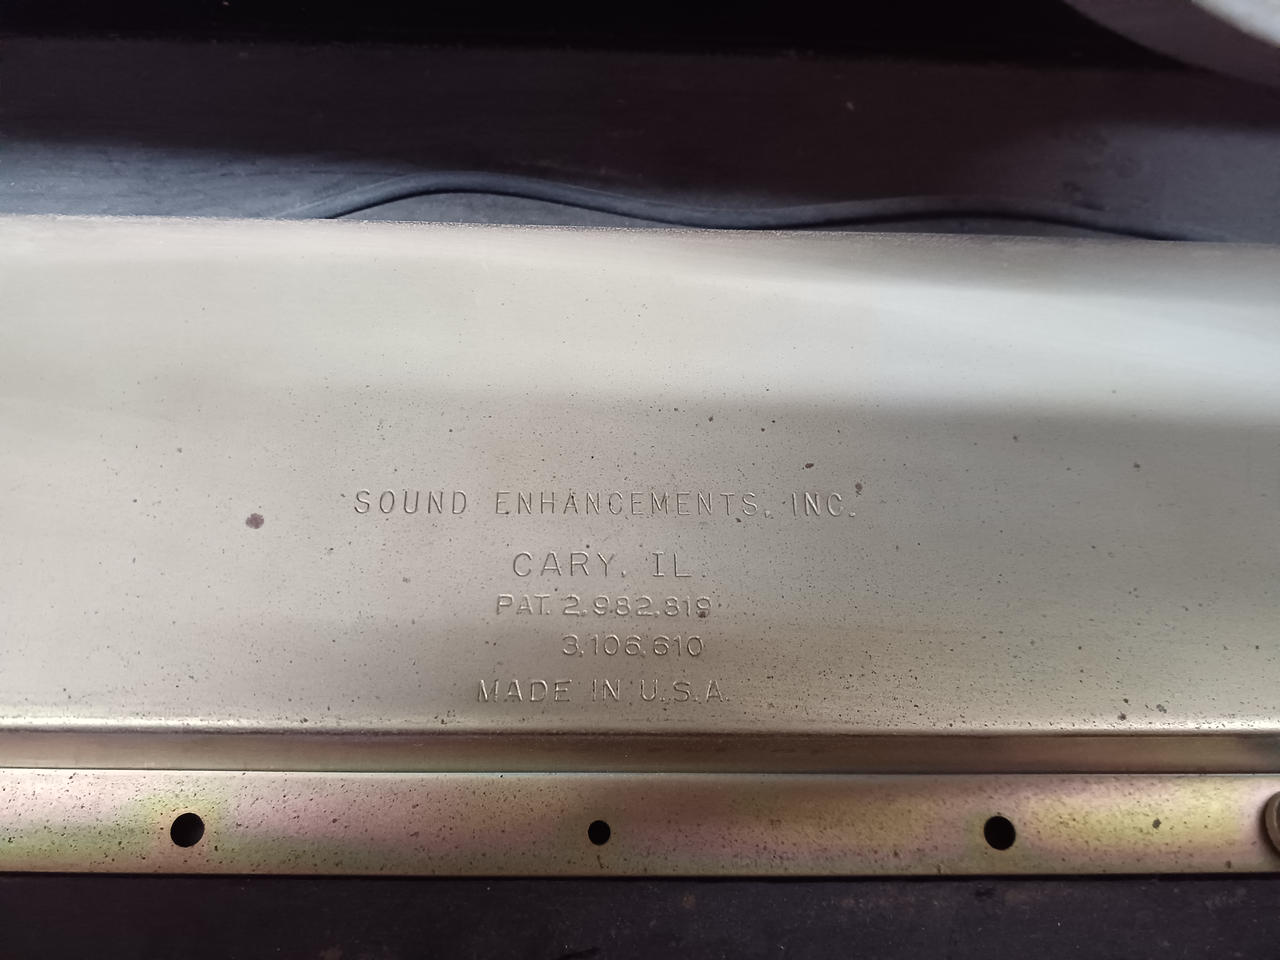 SOUND ENHANCEMENTS, INC.
CARY, IL.
PAT. 2,982,819
3,106,610
MADE IN U.S.A.